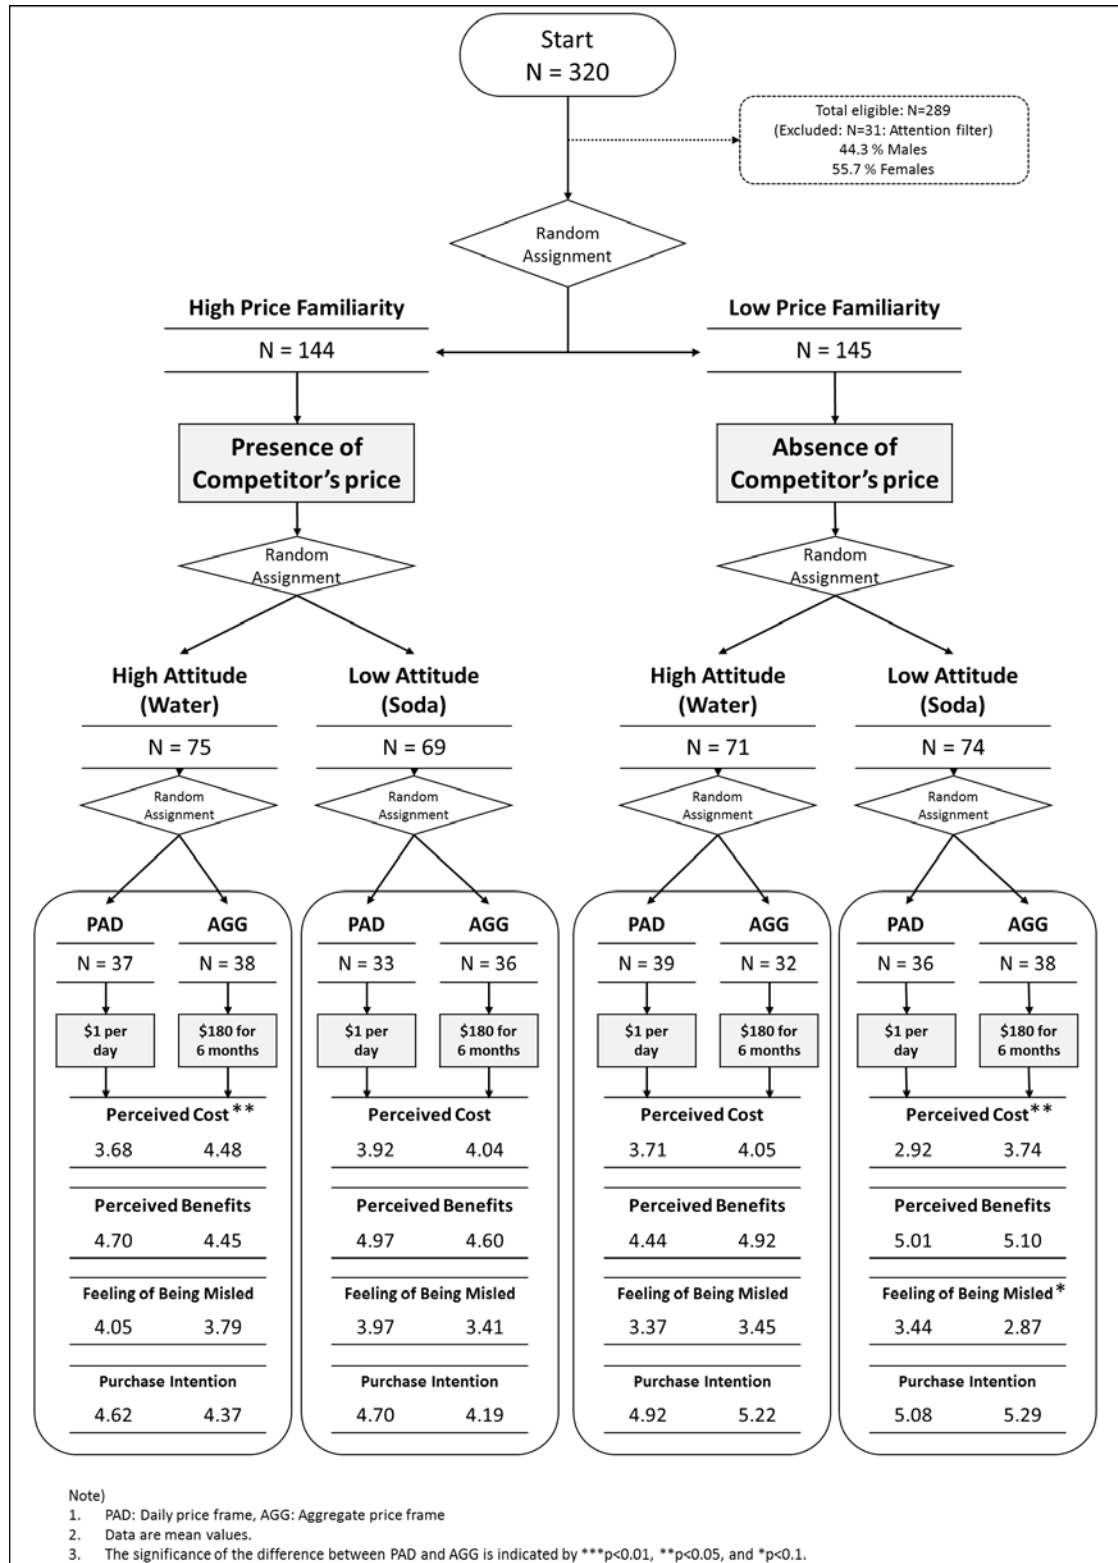 Start
N = 320
Total eligible: N=289
(Excluded: N=31: Attention filter)
44.3 % Males
55.7 % Females
Random
Assignment
High Price Familiarity
N = 144
Low Price Familiarity
N = 145
Presence of
Competitor's price
Absence of
Competitor's price
Random
Assignment
Random
Assignment
High Attitude
(Water)
N = 75
Low Attitude
(Soda)
N = 69
High Attitude
(Water)
N = 71
Low Attitude
(Soda)
N = 74
Random
Assignment
Random
Assignment
Random
Assignment
Random
Assignment
PAD AGG
N = 37 N = 38
$1 per
day
$180 for
6 months
Perceived Cost**
3.68 4.48
Perceived Benefits
4.70 4.45
Feeling of Being Misled
4.05 3.79
Purchase Intention
4.62 4.37
PAD AGG
N = 33 N = 36
$1 per
day
$180 for
6 months
Perceived Cost
3.92 4.04
Perceived Benefits
4.97 4.60
Feeling of Being Misled
3.97 3.41
Purchase Intention
4.70 4.19
PAD AGG
N = 39 N = 32
$1 per
day
$180 for
6 months
Perceived Cost
3.71 4.05
Perceived Benefits
4.44 4.92
Feeling of Being Misled
3.37 3.45
Purchase Intention
4.92 5.22
PAD AGG
N = 36 N = 38
$1 per
day
$180 for
6 months
Perceived Cost**
2.92 3.74
Perceived Benefits
5.01 5.10
Feeling of Being Misled*
3.44 2.87
Purchase Intention
5.08 5.29
Note)
1. PAD: Daily price frame, AGG: Aggregate price frame
2. Data are mean values.
3. The significance of the difference between PAD and AGG is indicated by ***p<0.01, **p<0.05, and *p<0.1.